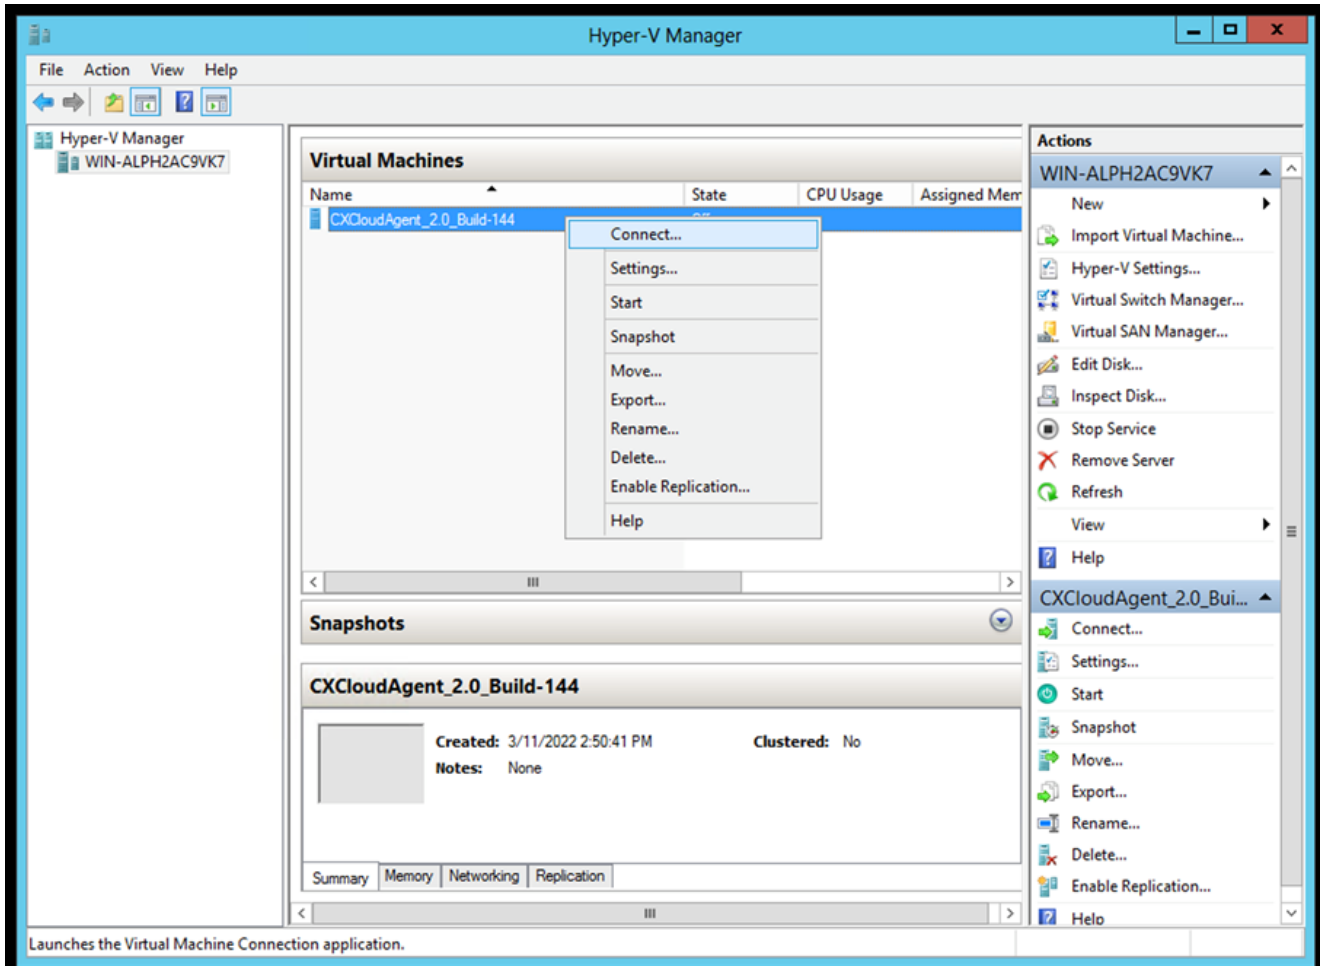 Hyper-V Manager
File Action View Help
Hyper-V Manager
WIN-ALPH2AC9VK7
Virtual Machines
Name State CPU Usage Assigned Mem
CXCloudAgent_2.0_Build-144 Off
Connect...
Settings...
Start
Snapshot
Move...
Export...
Rename...
Delete...
Enable Replication...
Help
Snapshots
CXCloudAgent_2.0_Build-144
Created: 3/11/2022 2:50:41 PM Clustered: No
Notes: None
Summary Memory Networking Replication
Actions
WIN-ALPH2AC9VK7
New
Import Virtual Machine...
Hyper-V Settings...
Virtual Switch Manager...
Virtual SAN Manager...
Edit Disk...
Inspect Disk...
Stop Service
Remove Server
Refresh
View
Help
CXCloudAgent_2.0_Bui...
Connect...
Settings...
Start
Snapshot
Move...
Export...
Rename...
Delete...
Enable Replication...
Help
Launches the Virtual Machine Connection application.